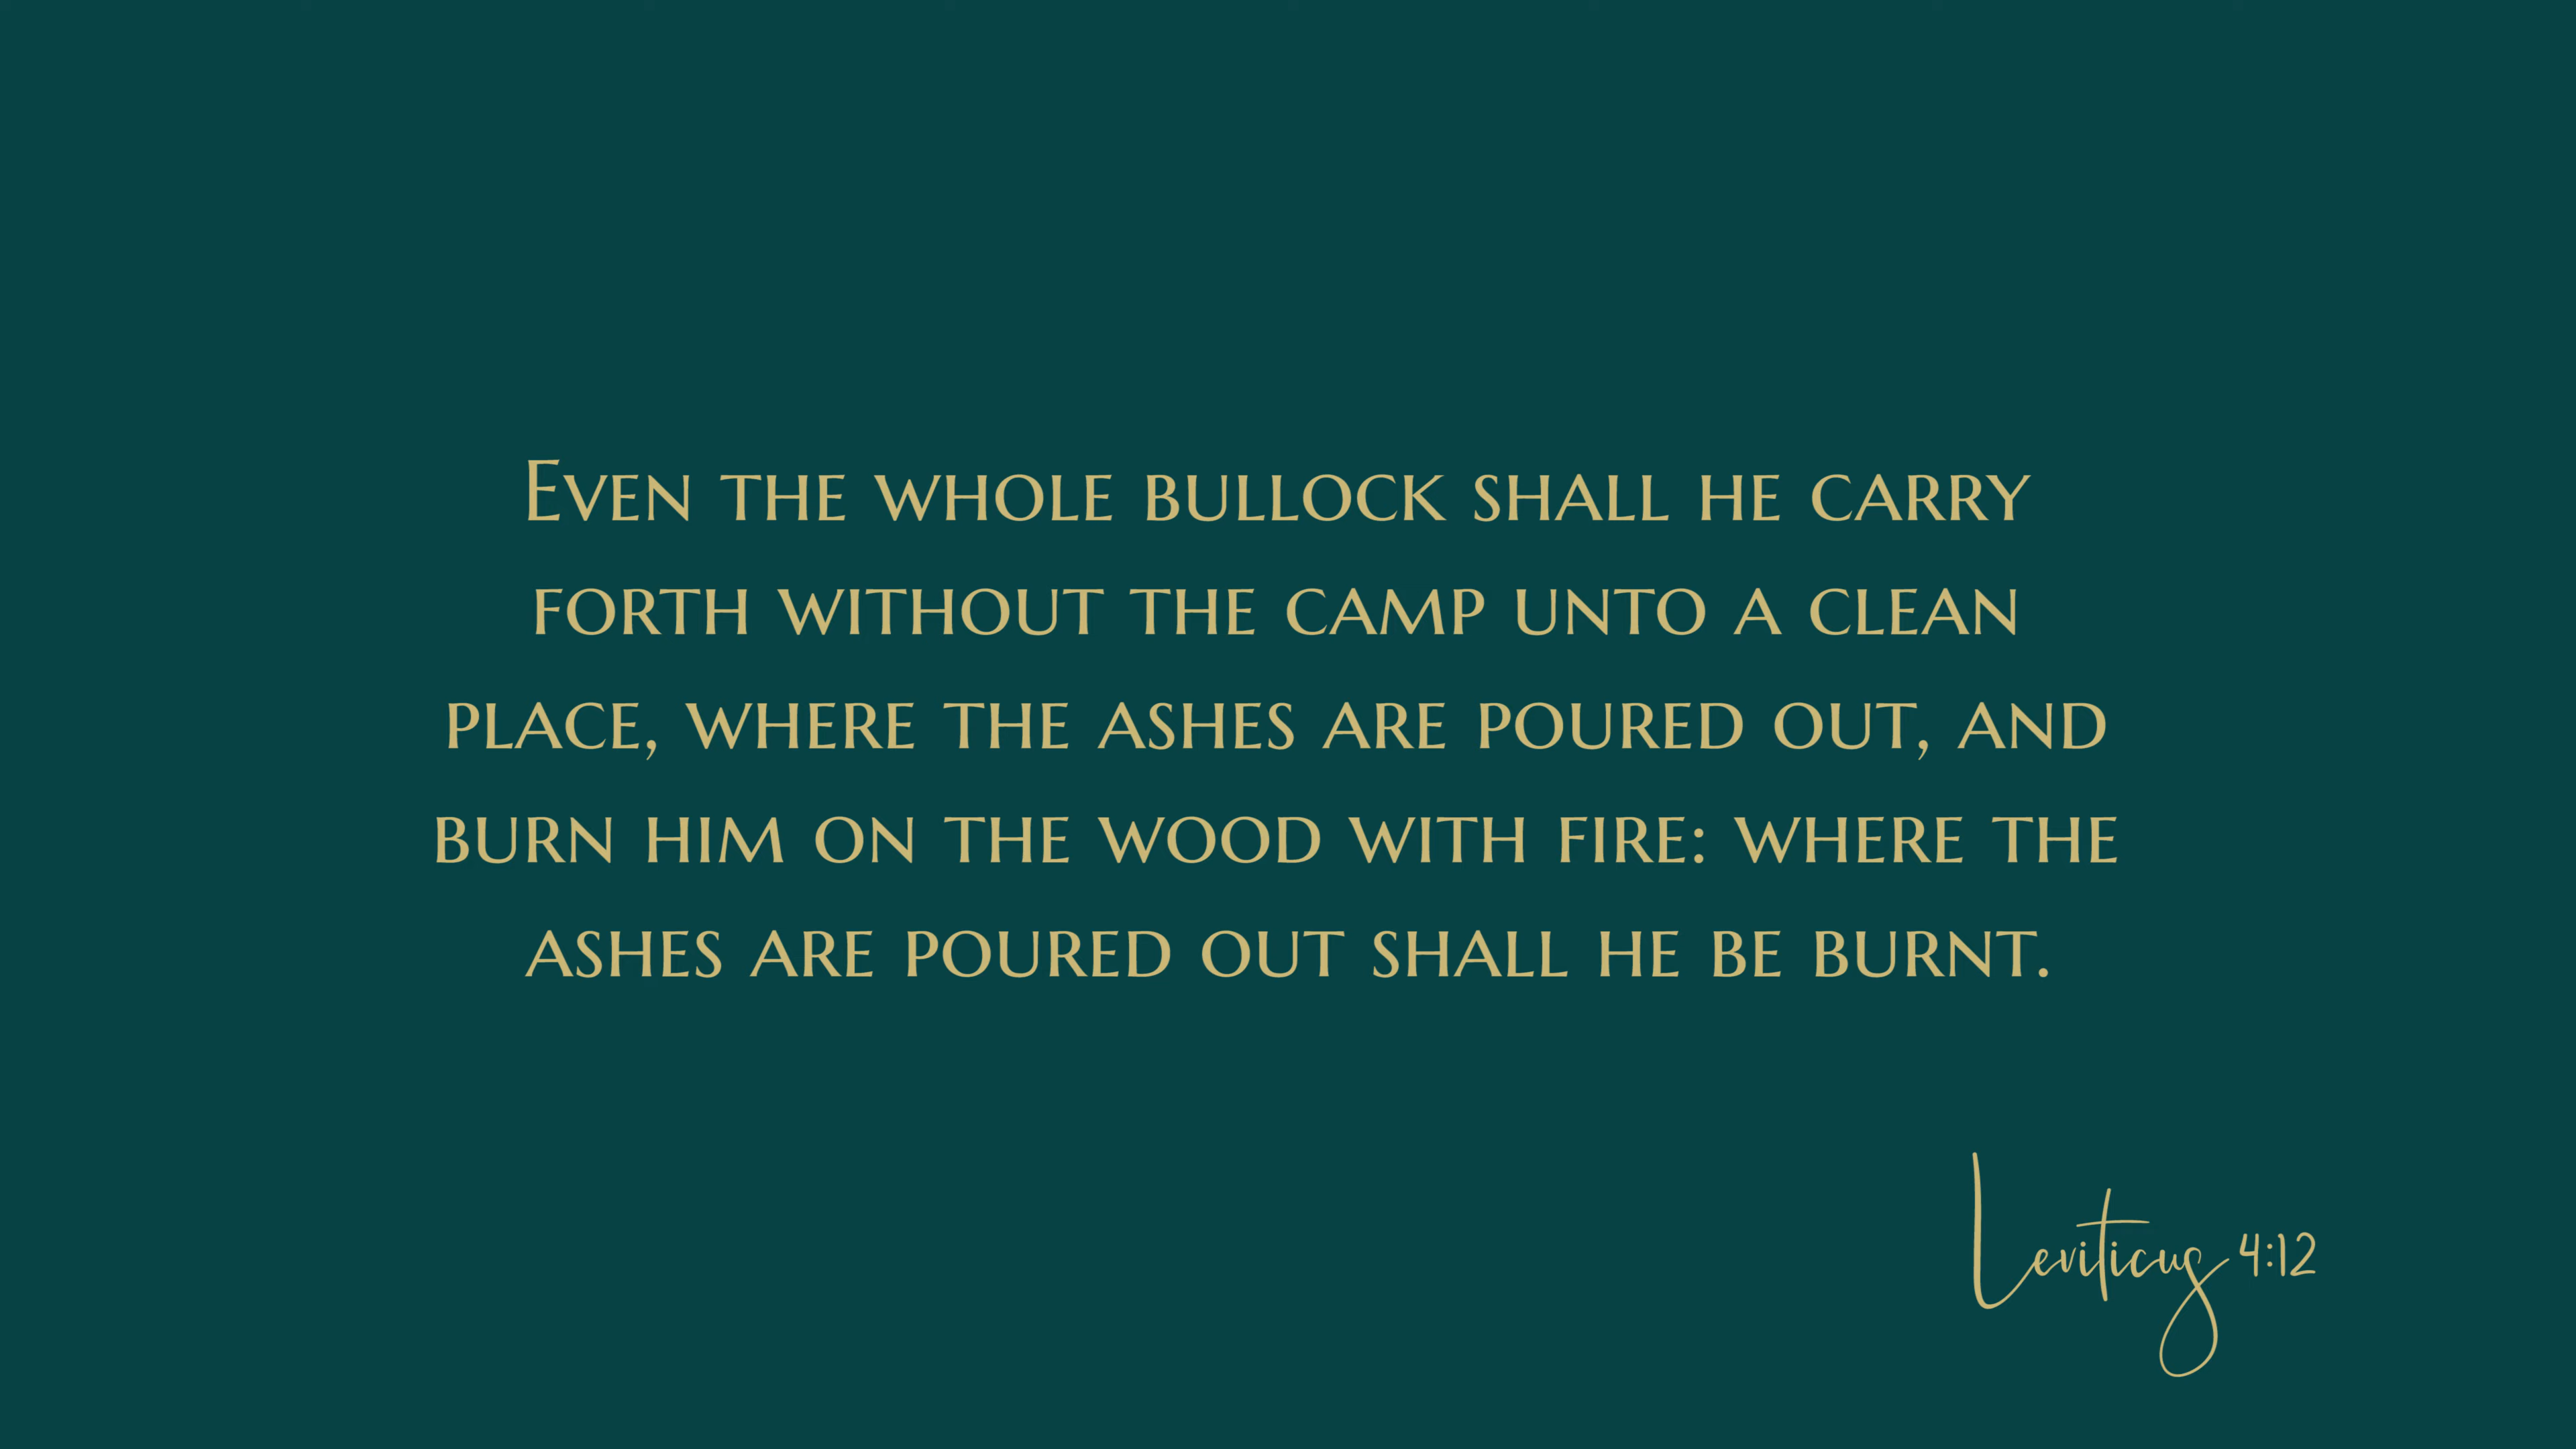 Even the whole bullock shall he carry
forth without the camp unto a clean
place, where the ashes are poured out, and
burn him on the wood with fire: where the
ashes are poured out shall he be burnt.
Leviticus 4:12